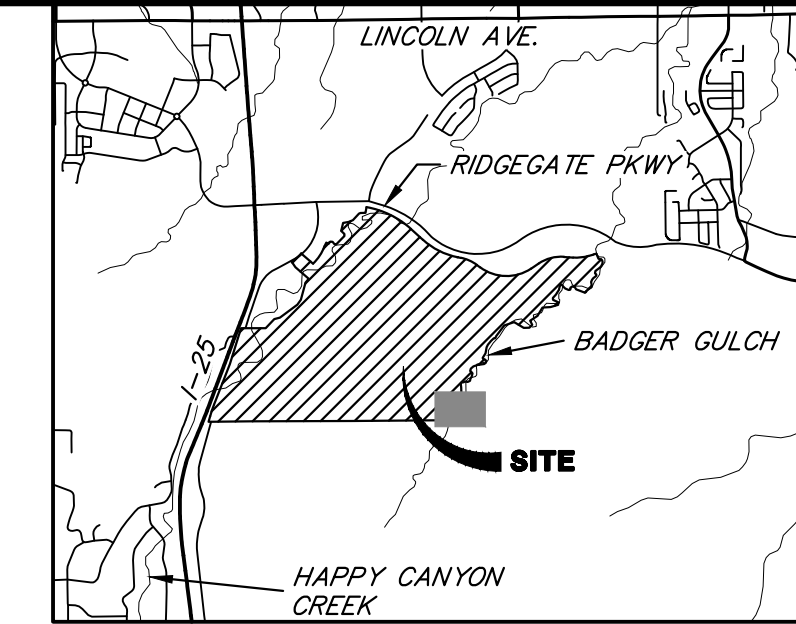 LINCOLN AVE.
RIDGEGATE PKWY
BADGER GULCH
I-25
SITE
HAPPY CANYON
CREEK